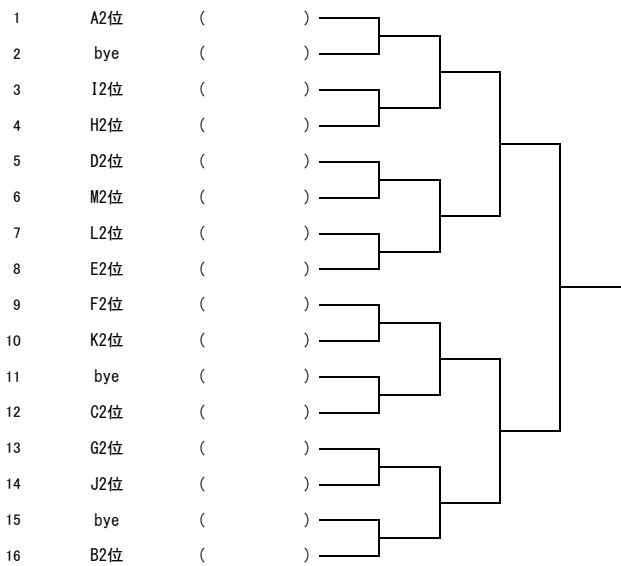 1 A2位 ( )
2 bye ( )
3 I2位 ( )
4 H2位 ( )
5 D2位 ( )
6 M2位 ( )
7 L2位 ( )
8 E2位 ( )
9 F2位 ( )
10 K2位 ( )
11 bye ( )
12 C2位 ( )
13 G2位 ( )
14 J2位 ( )
15 bye ( )
16 B2位 ( )